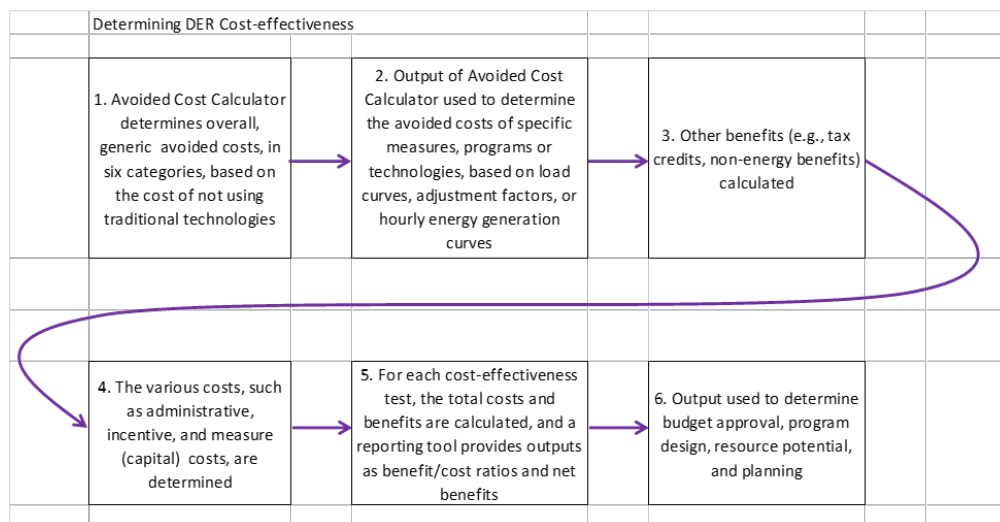 Determining DER Cost-effectiveness
1. Avoided Cost Calculator
determines overall,
generic avoided costs, in
six categories, based on
the cost of not using
traditional technologies
2. Output of Avoided Cost
Calculator used to determine
the avoided costs of specific
measures, programs or
technologies, based on load
curves, adjustment factors, or
hourly energy generation
curves
3. Other benefits (e.g., tax
credits, non-energy benefits)
calculated
4. The various costs, such
as administrative,
incentive, and measure
(capital) costs, are
determined
5. For each cost-effectiveness
test, the total costs and
benefits are calculated, and a
reporting tool provides outputs
as benefit/cost ratios and net
benefits
6. Output used to determine
budget approval, program
design, resource potential,
and planning